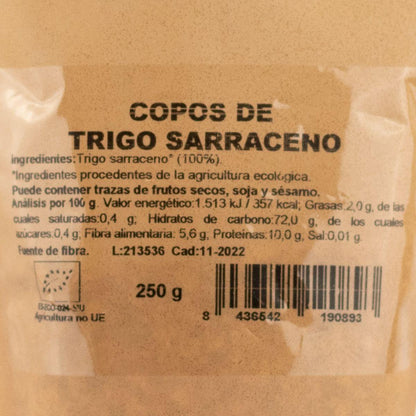 COPOS DE
TRIGO SARRACENO
Ingredientes:Trigo sarraceno* (100%).
*Ingredientes procedentes de la agricultura ecológica.
Puede contener trazas de frutos secos, soja y sésamo.
Análisis por 100 g. Valor energético:1.513 kJ / 357 kcal; Grasas:2,0 g, de las
cuales saturadas:0,4 g; Hidratos de carbono:72,0 g, de los cuales
azúcares:0,4 g; Fibra alimentaria: 5,6 g; Proteínas:10,0 g, Sal:0,01 g.
Fuente de fibra. L:213536 Cad:11-2022
Agricultura no UE
250 g
8 436542 190893